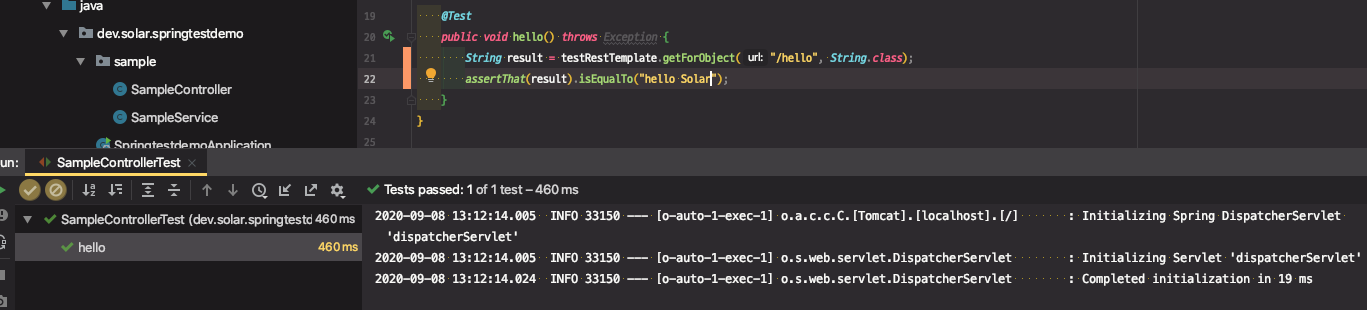 java
dev.solar.springtestdemo
sample
SampleController
SampleService
SpringtestdemoApplication
19 @Test
20 public void hello() throws Exception {
21 String result = testRestTemplate.getForObject( url: "/hello", String.class);
22 assertThat(result).isEqualTo("hello Solar");
23 }
24 }
25
un: SampleControllerTest ×
Tests passed: 1 of 1 test – 460 ms
SampleControllerTest (dev.solar.springtestd 460 ms
hello 460 ms
2020-09-08 13:12:14.005 INFO 33150 --- [o-auto-1-exec-1] o.a.c.c.C.[Tomcat].[localhost].[/] : Initializing Spring DispatcherServlet
'dispatcherServlet'
2020-09-08 13:12:14.005 INFO 33150 --- [o-auto-1-exec-1] o.s.web.servlet.DispatcherServlet : Initializing Servlet 'dispatcherServlet'
2020-09-08 13:12:14.024 INFO 33150 --- [o-auto-1-exec-1] o.s.web.servlet.DispatcherServlet : Completed initialization in 19 ms